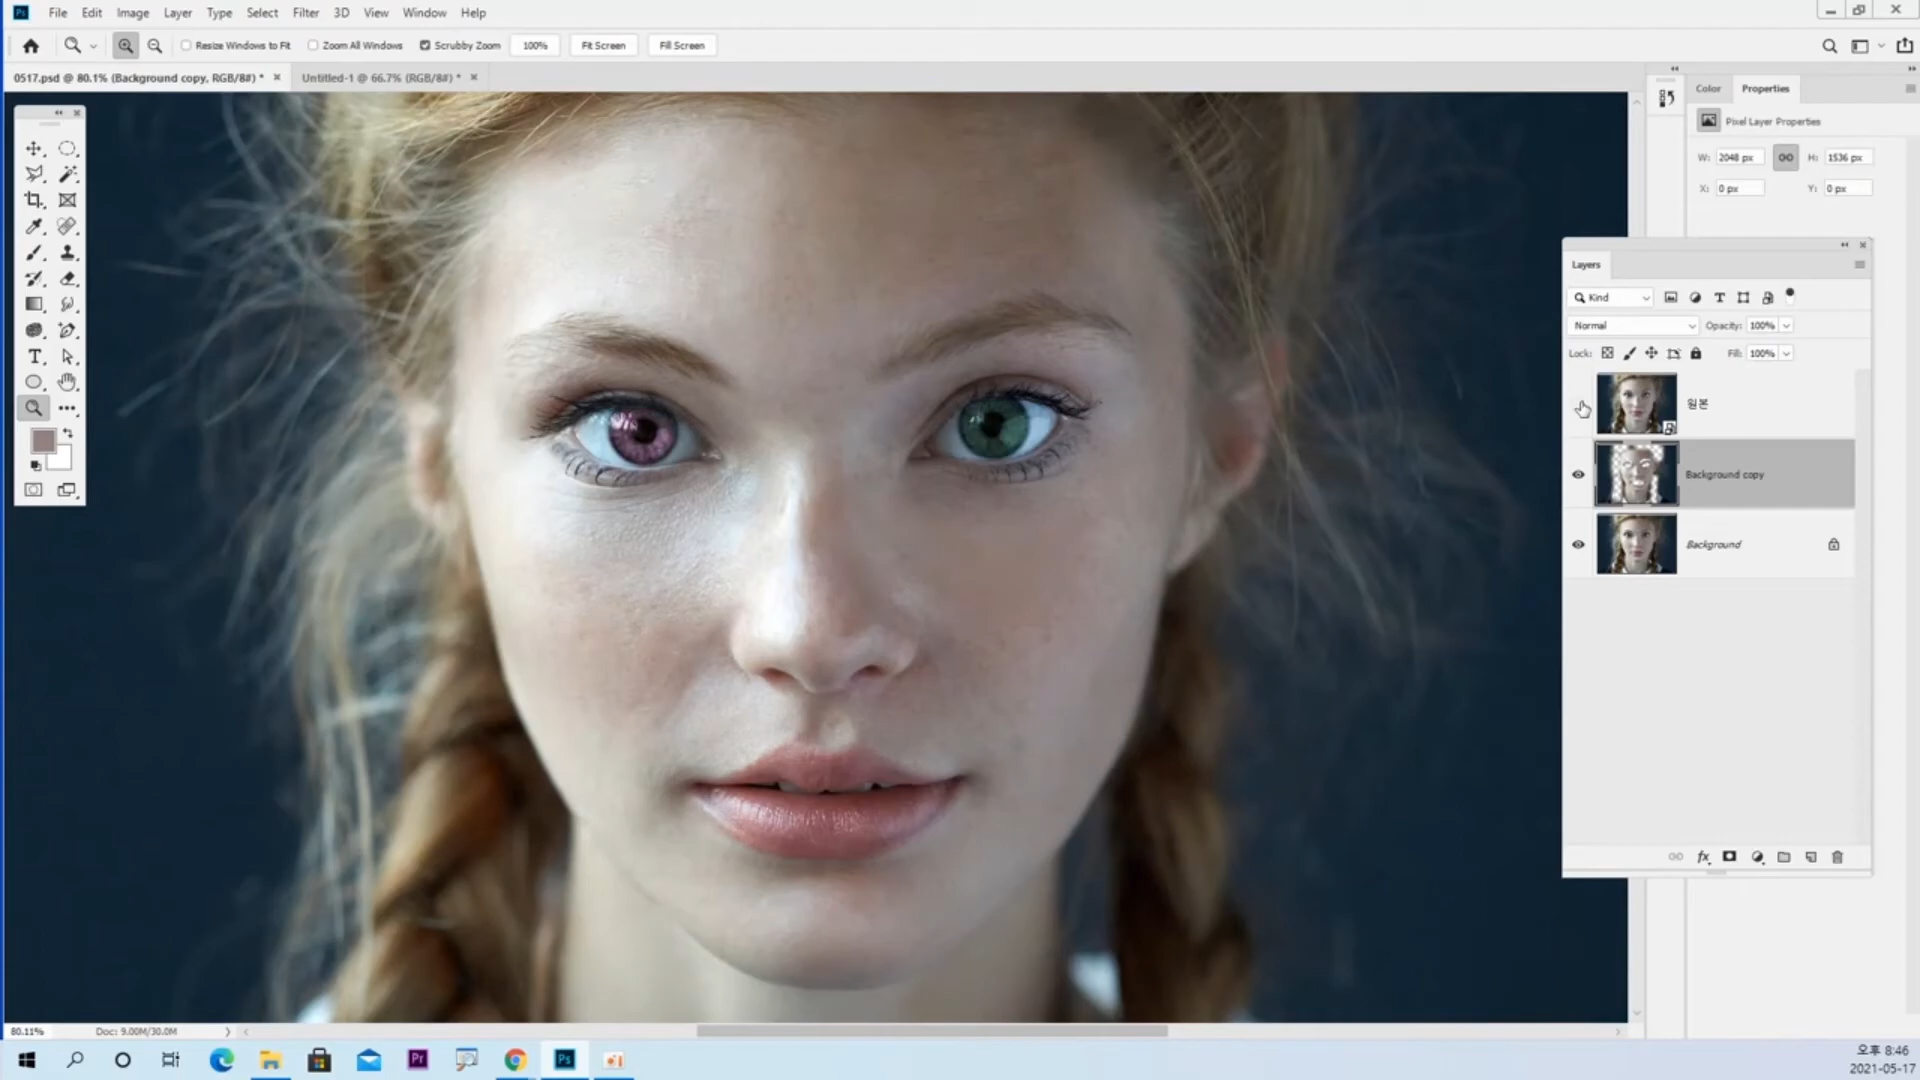 Ps File Edit Image Layer Type Select Filter 3D View Window Help
Resize Windows to Fit Zoom All Windows Scrubby Zoom 100% Fit Screen Fill Screen
0517.psd @ 80.1% (Background copy, RGB/8#) * Untitled-1 @ 66.7% (RGB/8#) *
Color Properties
Pixel Layer Properties
W: 2048 px H: 1536 px
X: 0 px Y: 0 px
Layers
Kind
Normal Opacity: 100%
Lock: Fill: 100%
원본
Background copy
Background
fx
80.11% Doc: 9.00M/30.0M
Pr Ps
오후 8:46
2021-05-17